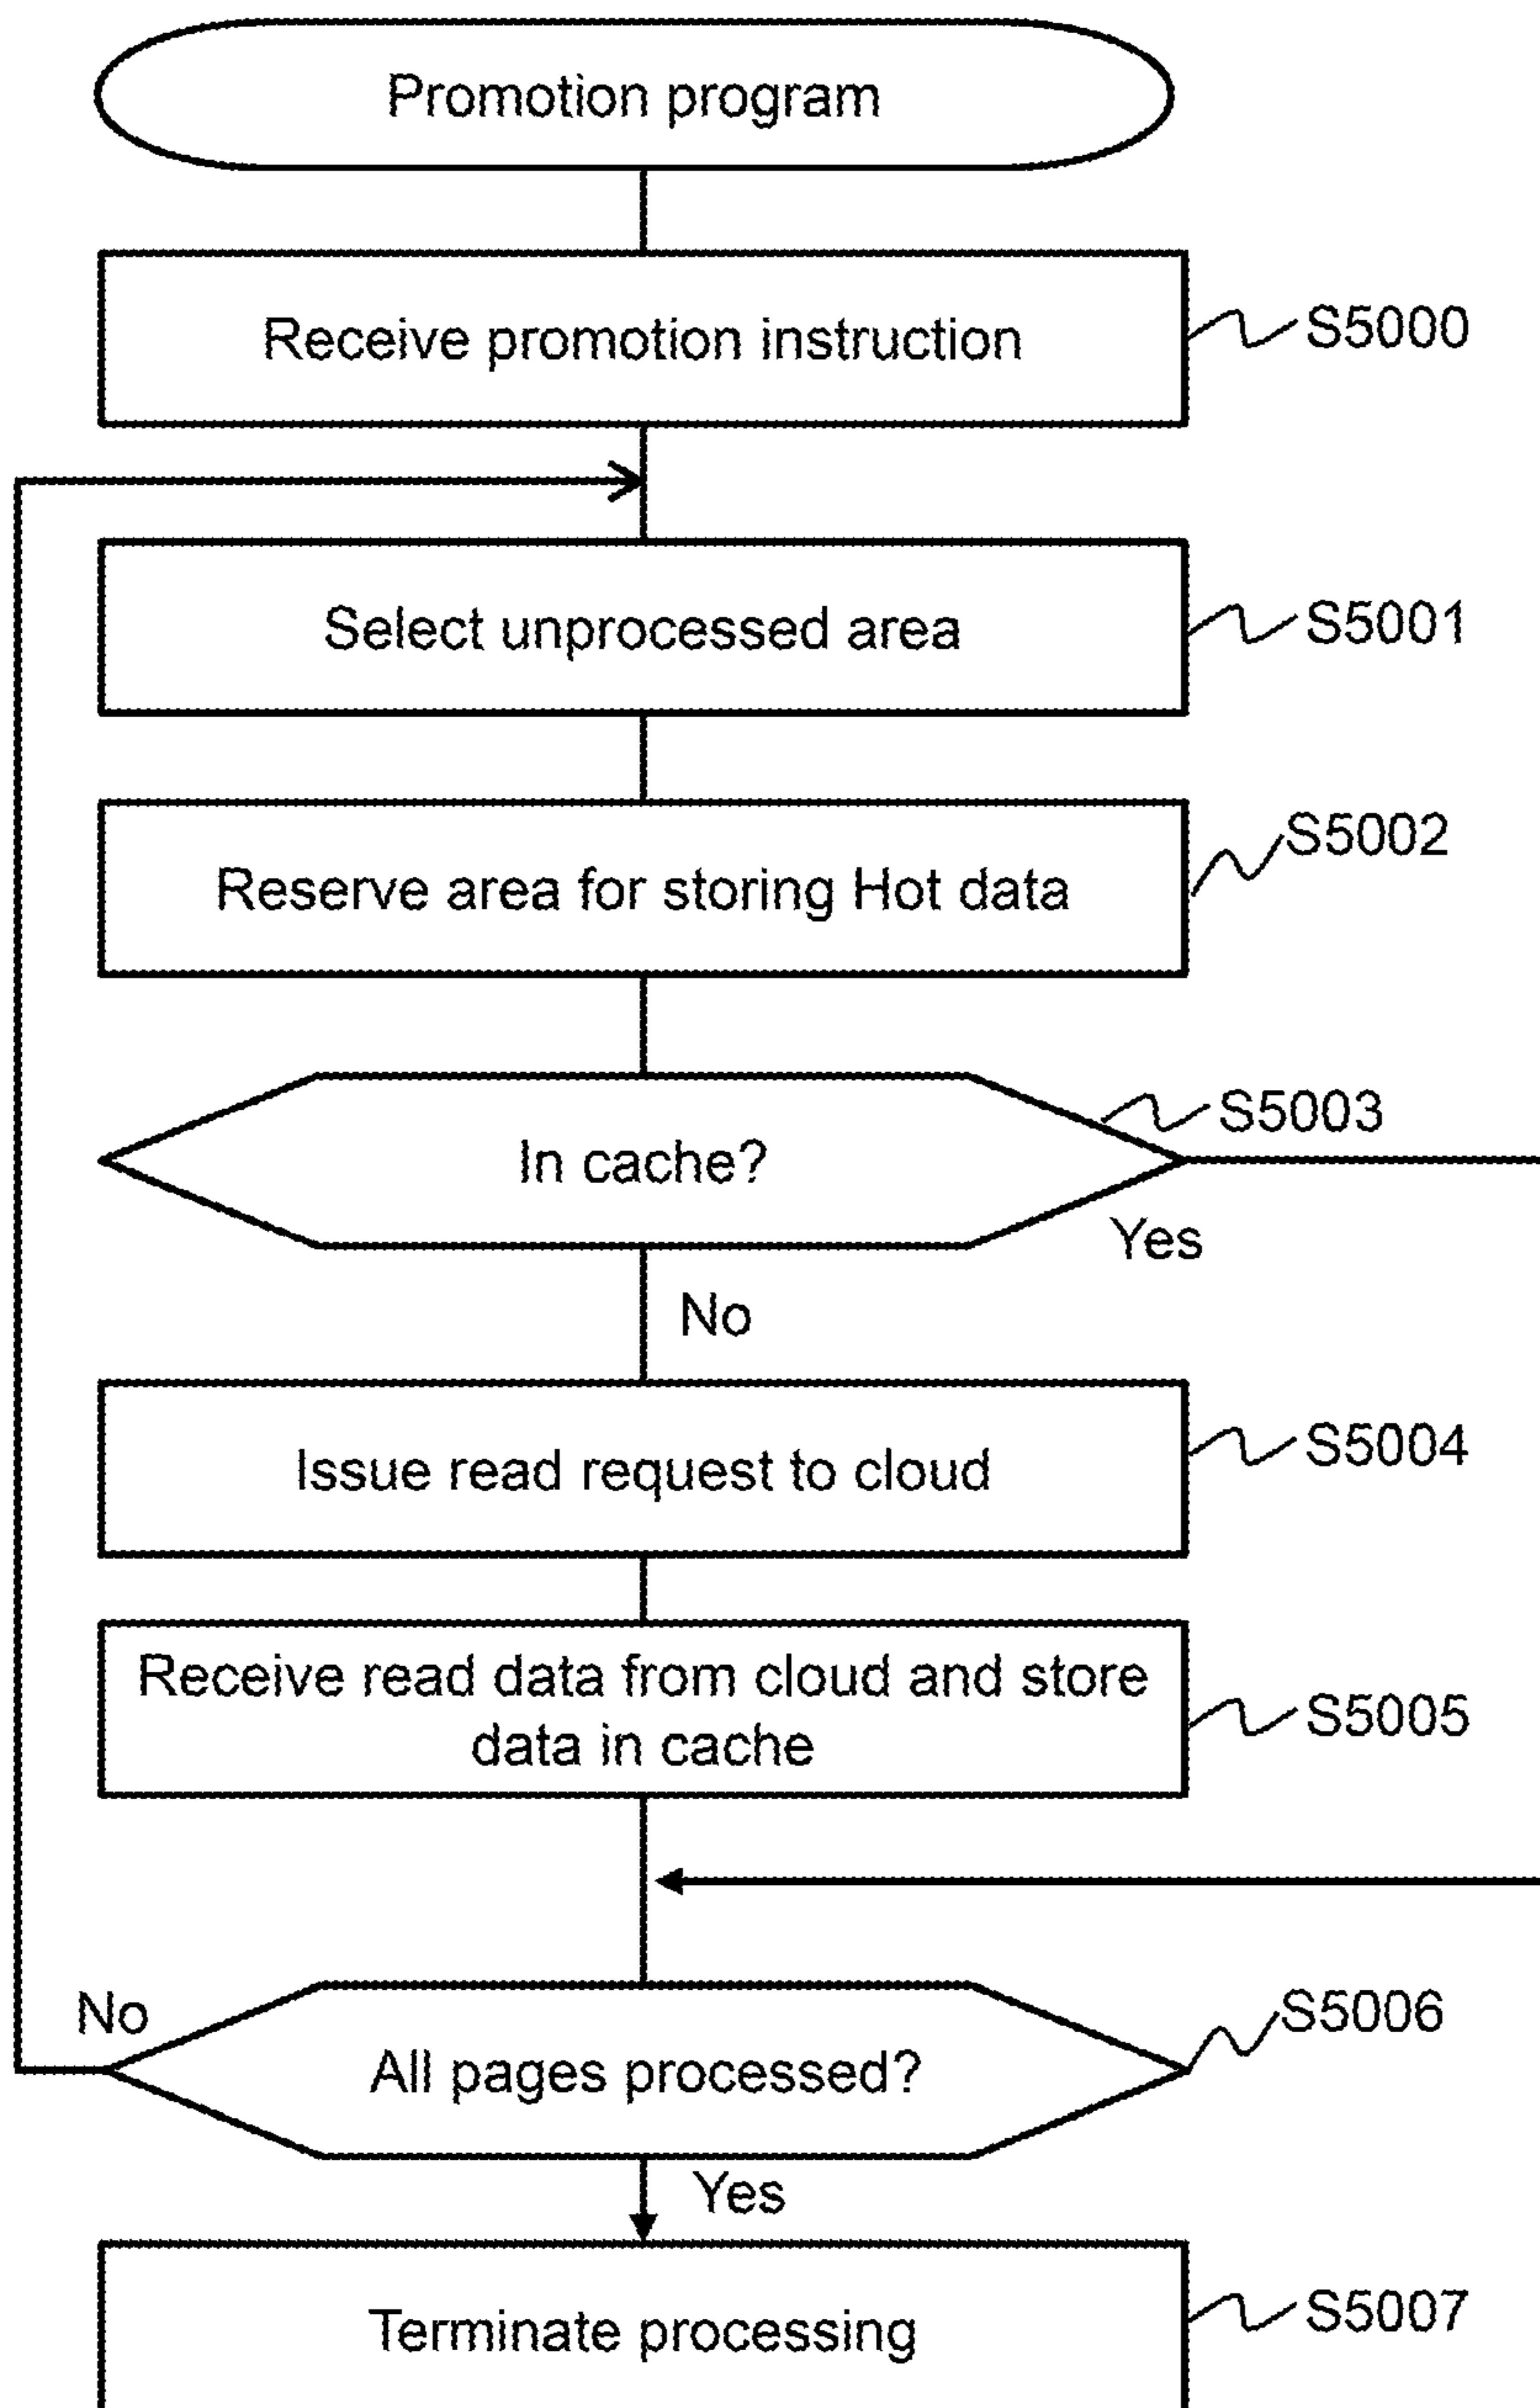 Promotion program
Receive promotion instruction
S5000
Select unprocessed area
S5001
Reserve area for storing Hot data
S5002
In cache?
S5003
Yes
No
Issue read request to cloud
S5004
Receive read data from cloud and store
data in cache
S5005
No
All pages processed?
S5006
Yes
Terminate processing
S5007